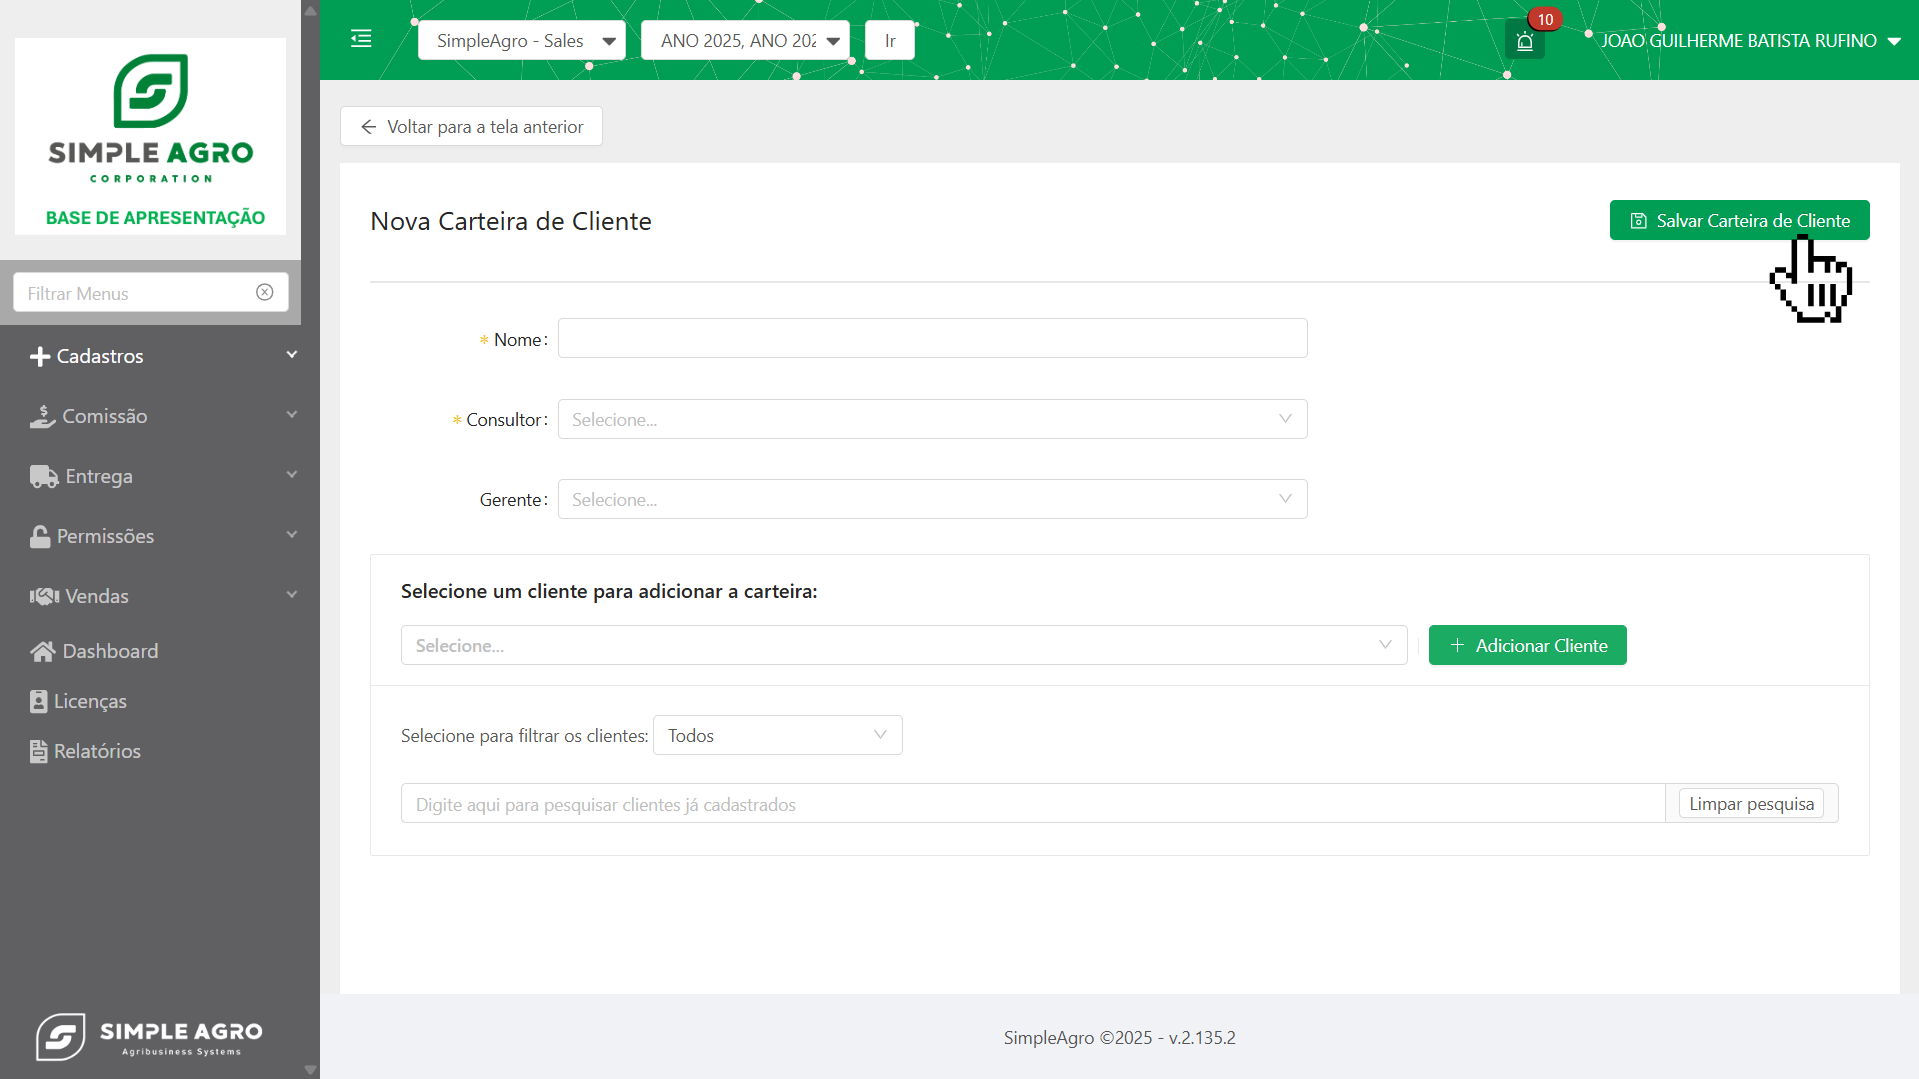 SIMPLE AGRO
CORPORATION
BASE DE APRESENTAÇÃO
Filtrar Menus
Cadastros
Comissão
Entrega
Permissões
Vendas
Dashboard
Licenças
Relatórios
SIMPLE AGRO
Agribusiness Systems
SimpleAgro - Sales
ANO 2025, ANO 202
Ir
10
JOAO GUILHERME BATISTA RUFINO
Voltar para a tela anterior
Nova Carteira de Cliente
Salvar Carteira de Cliente
* Nome:
* Consultor:
Selecione...
Gerente:
Selecione...
Selecione um cliente para adicionar a carteira:
Selecione...
Adicionar Cliente
Selecione para filtrar os clientes:
Todos
Digite aqui para pesquisar clientes já cadastrados
Limpar pesquisa
SimpleAgro ©2025 - v.2.135.2